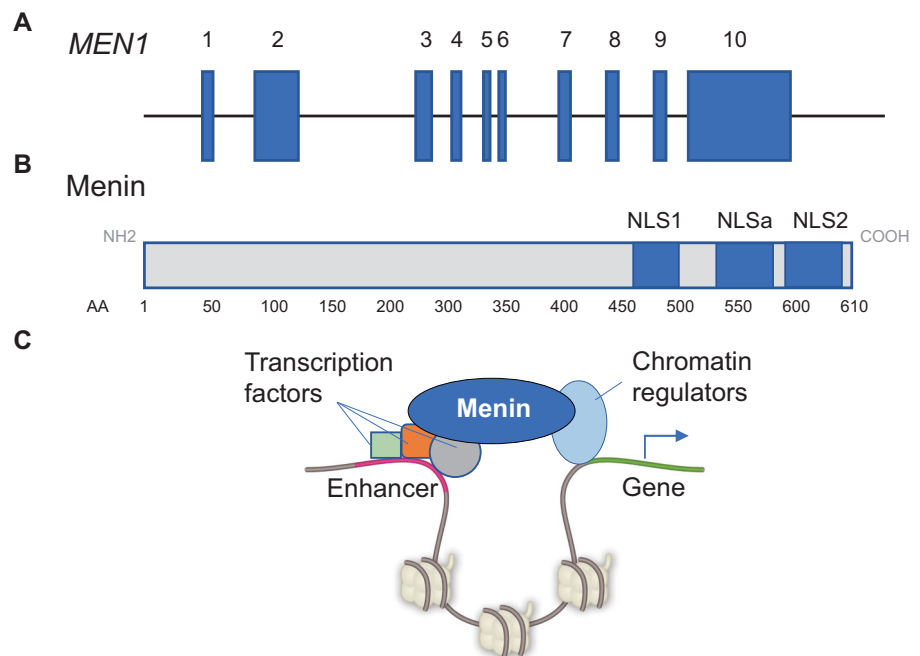 A
MEN1
1 2 3 4 5 6 7 8 9 10
B
Menin
NLS1 NLSa NLS2
NH2 COOH
AA 1 50 100 150 200 300 350 400 450 500 550 600 610
C
Transcription
factors
Chromatin
regulators
Menin
Enhancer
Gene